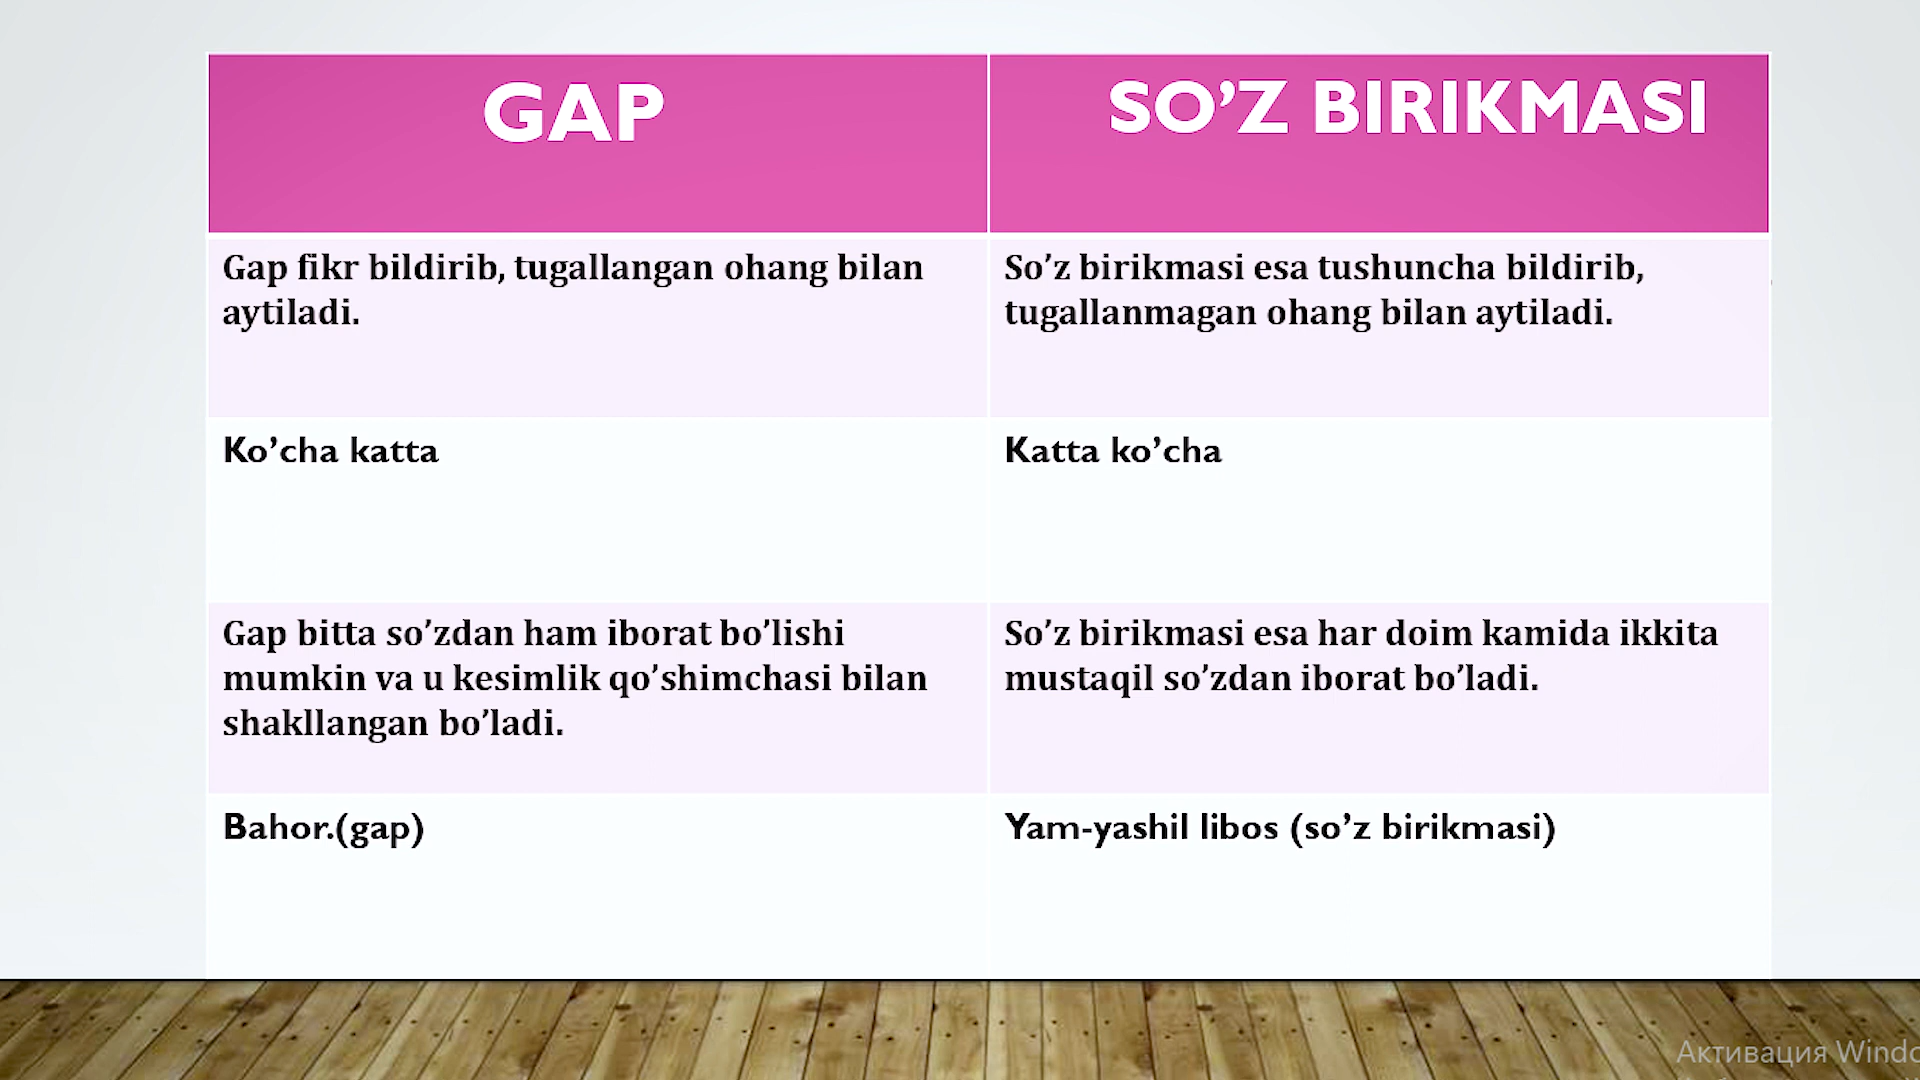 GAP
SO’Z BIRIKMASI
Gap fikr bildirib, tugallangan ohang bilan
aytiladi.
So’z birikmasi esa tushuncha bildirib,
tugallanmagan ohang bilan aytiladi.
Ko’cha katta
Katta ko’cha
Gap bitta so’zdan ham iborat bo’lishi
mumkin va u kesimlik qo’shimchasi bilan
shakllangan bo’ladi.
So’z birikmasi esa har doim kamida ikkita
mustaqil so’zdan iborat bo’ladi.
Bahor.(gap)
Yam-yashil libos (so’z birikmasi)
Активация Windo